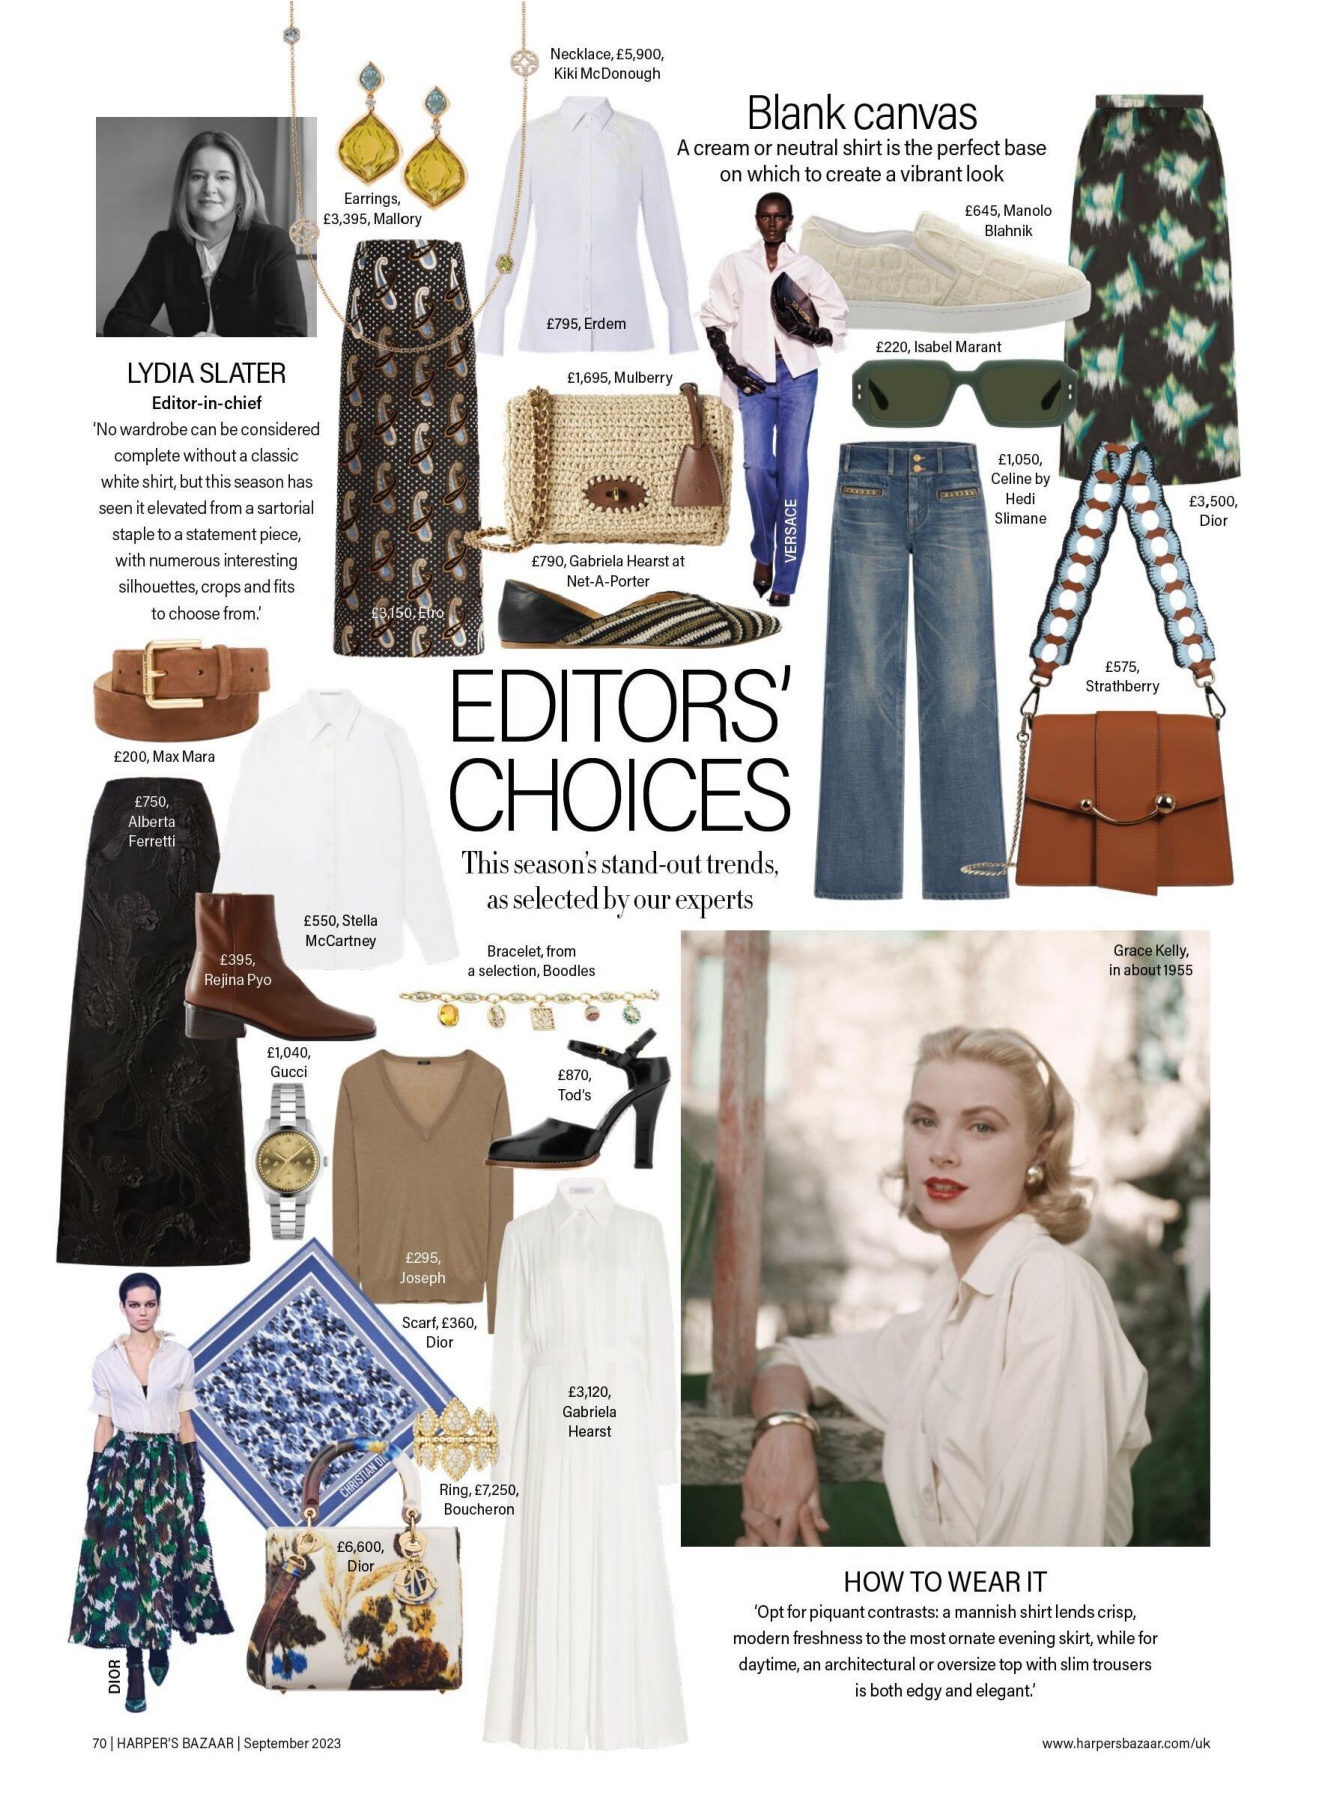 Necklace, £5,900,
Kiki McDonough
Blank canvas
A cream or neutral shirt is the perfect base
on which to create a vibrant look
Earrings,
£3,395, Mallory
£645, Manolo
Blahnik
£795, Erdem
£220, Isabel Marant
LYDIA SLATER
Editor-in-chief
‘No wardrobe can be considered
complete without a classic
white shirt, but this season has
seen it elevated from a sartorial
staple to a statement piece,
with numerous interesting
silhouettes, crops and fits
to choose from.’
£1,695, Mulberry
£1,050,
Celine by
Hedi
Slimane
£3,500,
Dior
VERSACE
£790, Gabriela Hearst at
Net-A-Porter
£3,150, Etro
£575,
Strathberry
EDITORS’
CHOICES
This season’s stand-out trends,
as selected by our experts
£200, Max Mara
£750,
Alberta
Ferretti
£550, Stella
McCartney
£395,
Rejina Pyo
Bracelet, from
a selection, Boodles
Grace Kelly,
in about 1955
£1,040,
Gucci
£870,
Tod’s
£295,
Joseph
Scarf, £360,
Dior
£3,120,
Gabriela
Hearst
CHRISTIAN DI
Ring, £7,250,
Boucheron
£6,600,
Dior
DIOR
HOW TO WEAR IT
‘Opt for piquant contrasts: a mannish shirt lends crisp,
modern freshness to the most ornate evening skirt, while for
daytime, an architectural or oversize top with slim trousers
is both edgy and elegant.’
70 | HARPER’S BAZAAR | September 2023
www.harpersbazaar.com/uk